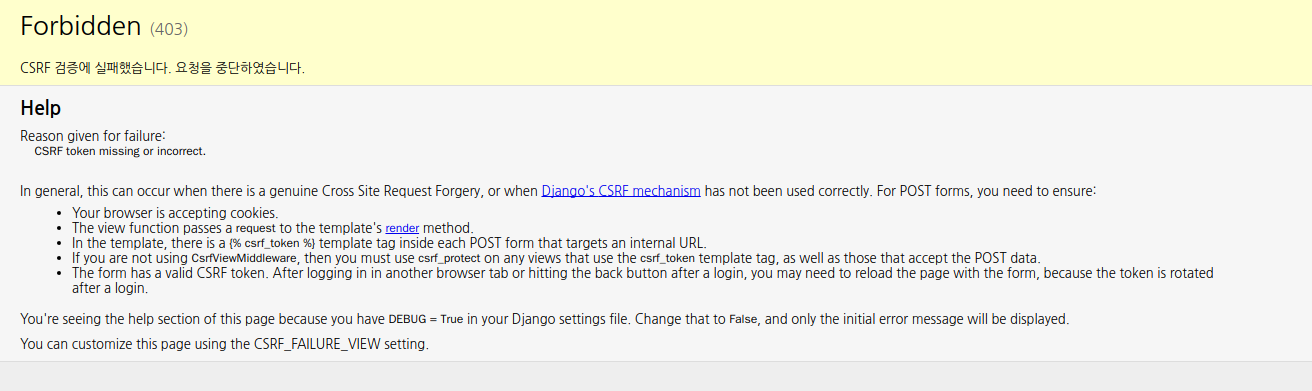 Forbidden (403)
CSRF 검증에 실패했습니다. 요청을 중단하였습니다.
Help
Reason given for failure:
CSRF token missing or incorrect.
In general, this can occur when there is a genuine Cross Site Request Forgery, or when Django's CSRF mechanism has not been used correctly. For POST forms, you need to ensure:
• Your browser is accepting cookies.
• The view function passes a request to the template's render method.
• In the template, there is a {% csrf_token %} template tag inside each POST form that targets an internal URL.
• If you are not using CsrfViewMiddleware, then you must use csrf_protect on any views that use the csrf_token template tag, as well as those that accept the POST data.
• The form has a valid CSRF token. After logging in in another browser tab or hitting the back button after a login, you may need to reload the page with the form, because the token is rotated
after a login.
You're seeing the help section of this page because you have DEBUG = True in your Django settings file. Change that to False, and only the initial error message will be displayed.
You can customize this page using the CSRF_FAILURE_VIEW setting.